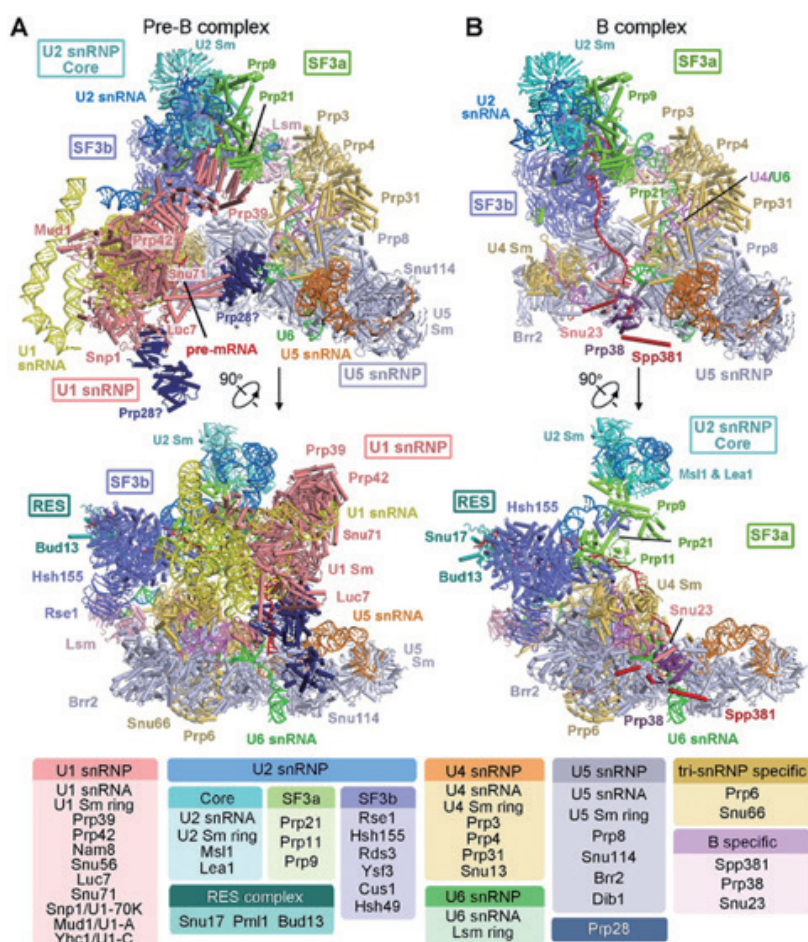 A
Pre-B complex
U2 snRNP
Core
U2 Sm
Prp9
SF3a
Prp21
U2 snRNA
Lsm
Prp3
Prp4
SF3b
Prp31
Prp39
Mud1
Prp42
Prp8
Snu71
Snu114
Prp28?
U5
Sm
U1
snRNA
Luc7
Snp1
pre-mRNA
U6
U5 snRNA
U1 snRNP
U5 snRNP
Prp28?
90°
B
B complex
U2 Sm
SF3a
Prp9
U2
snRNA
Prp3
Prp4
U4/U6
Prp21
SF3b
Prp31
U4 Sm
Prp8
Brr2
Snu23
Prp38
Spp381
U5 snRNP
90°
U2 Sm
U1 snRNP
Prp39
SF3b
Prp42
RES
U1 snRNA
Snu71
Bud13
U1 Sm
Hsh155
Luc7
Rse1
U5 snRNA
Lsm
U5
Sm
Brr2
Snu66
Prp6
Snu114
U6 snRNA
U2 snRNP
Core
U2 Sm
Msl1 & Lea1
RES
Hsh155
Prp9
Snu17
Prp21
SF3a
Bud13
Prp11
U4 Sm
Snu23
Brr2
Prp6
Prp38
Spp381
U6 snRNA
U1 snRNP
U1 snRNA
U1 Sm ring
Prp39
Prp42
Nam8
Snu56
Luc7
Snu71
Snp1/U1-70K
Mud1/U1-A
Yhc1/U1-C
U2 snRNP
Core
U2 snRNA
U2 Sm ring
Msl1
Lea1
SF3a
Prp21
Prp11
Prp9
SF3b
Rse1
Hsh155
Rds3
Ysf3
Cus1
Hsh49
RES complex
Snu17 Pml1 Bud13
U4 snRNP
U4 snRNA
U4 Sm ring
Prp3
Prp4
Prp31
Snu13
U6 snRNP
U6 snRNA
Lsm ring
U5 snRNP
U5 snRNA
U5 Sm ring
Prp8
Snu114
Brr2
Dib1
Prp28
tri-snRNP specific
Prp6
Snu66
B specific
Spp381
Prp38
Snu23